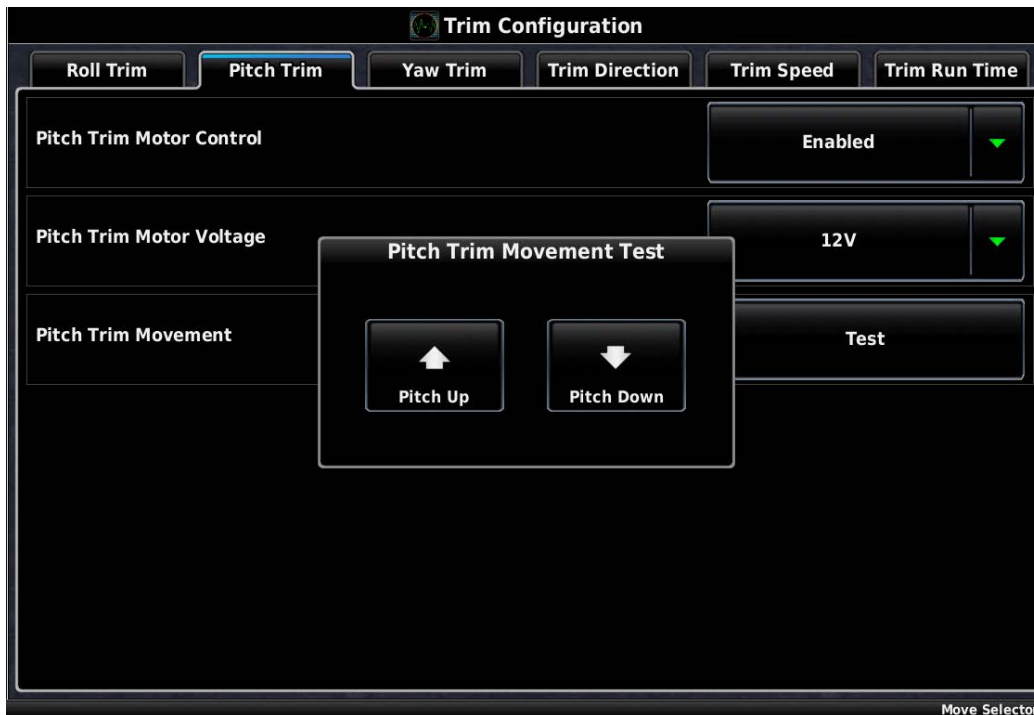 Trim Configuration
Roll Trim
Pitch Trim
Yaw Trim
Trim Direction
Trim Speed
Trim Run Time
Pitch Trim Motor Control
Enabled
Pitch Trim Motor Voltage
12V
Pitch Trim Movement Test
Pitch Trim Movement
Test
Pitch Up
Pitch Down
Move Selecto